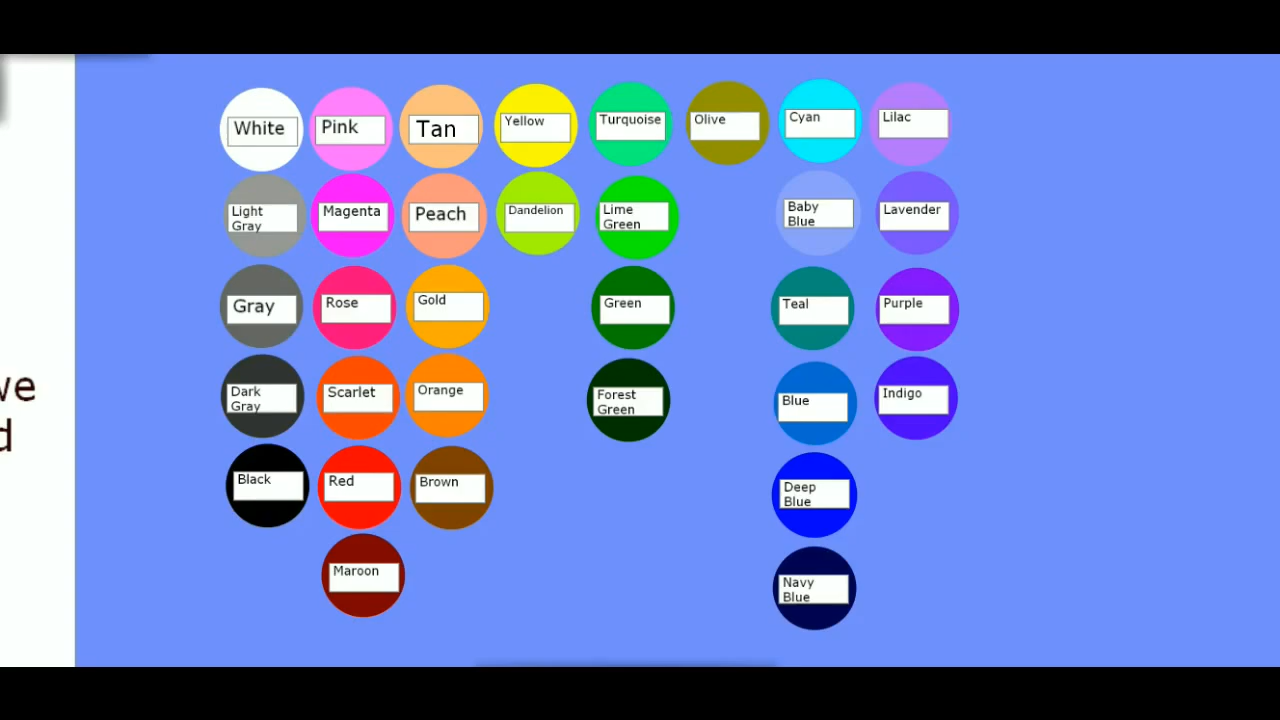 White
Pink
Tan
Yellow
Turquoise
Olive
Cyan
Lilac
Light
Gray
Magenta
Peach
Dandelion
Lime
Green
Baby
Blue
Lavender
Gray
Rose
Gold
Green
Teal
Purple
Dark
Gray
Scarlet
Orange
Forest
Green
Blue
Indigo
Black
Red
Brown
Deep
Blue
Maroon
Navy
Blue